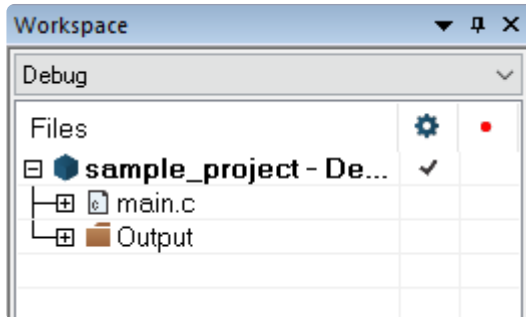 Workspace
Debug
Files
sample_project - De...
main.c
Output